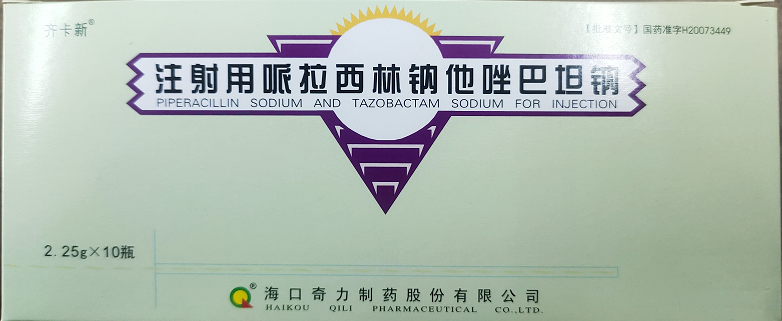 齐卡新®
【批准文号】国药准字H20073449
注射用哌拉西林钠他唑巴坦钠
PIPERACILLIN SODIUM AND TAZOBACTAM SODIUM FOR INJECTION
2.25g×10瓶
® 海口奇力制药股份有限公司
HAIKOU QILI PHARMACEUTICAL CO.,LTD.